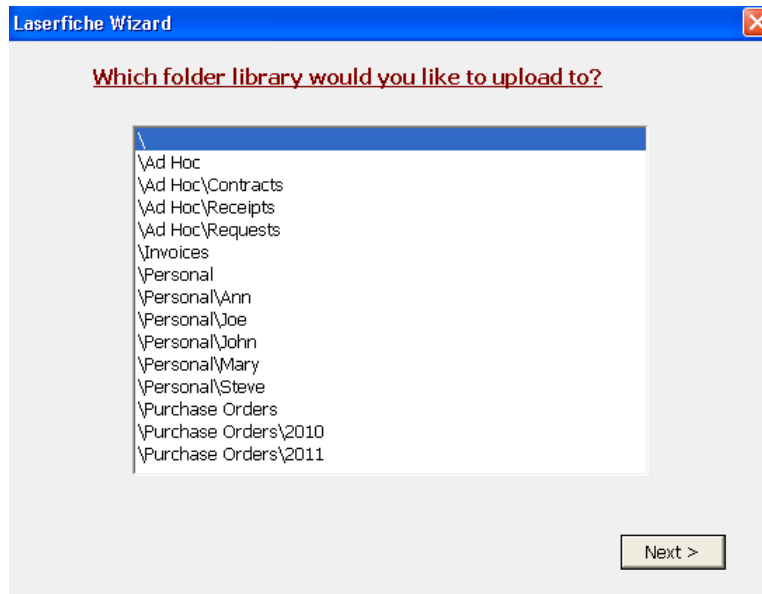 Laserfiche Wizard
Which folder library would you like to upload to?
\
\Ad Hoc
\Ad Hoc\Contracts
\Ad Hoc\Receipts
\Ad Hoc\Requests
\Invoices
\Personal
\Personal\Ann
\Personal\Joe
\Personal\John
\Personal\Mary
\Personal\Steve
\Purchase Orders
\Purchase Orders\2010
\Purchase Orders\2011
Next >